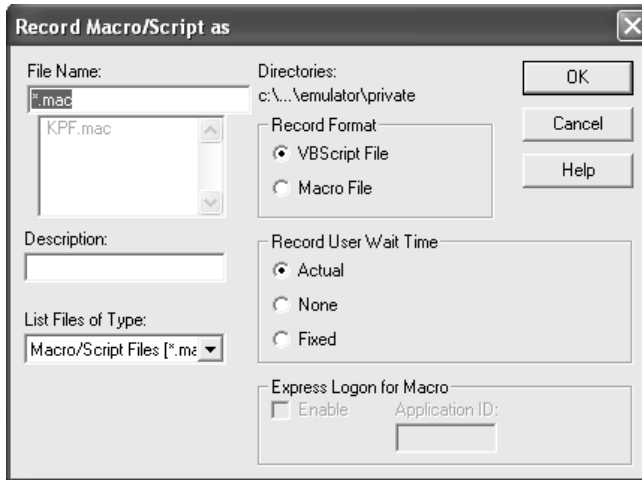 Record Macro/Script as
File Name:
*.mac
KPF.mac
Description:
List Files of Type:
Macro/Script Files [*.ma
Directories:
c:\...\emulator\private
Record Format
VBScript File
Macro File
Record User Wait Time
Actual
None
Fixed
Express Logon for Macro
Enable Application ID:
OK
Cancel
Help